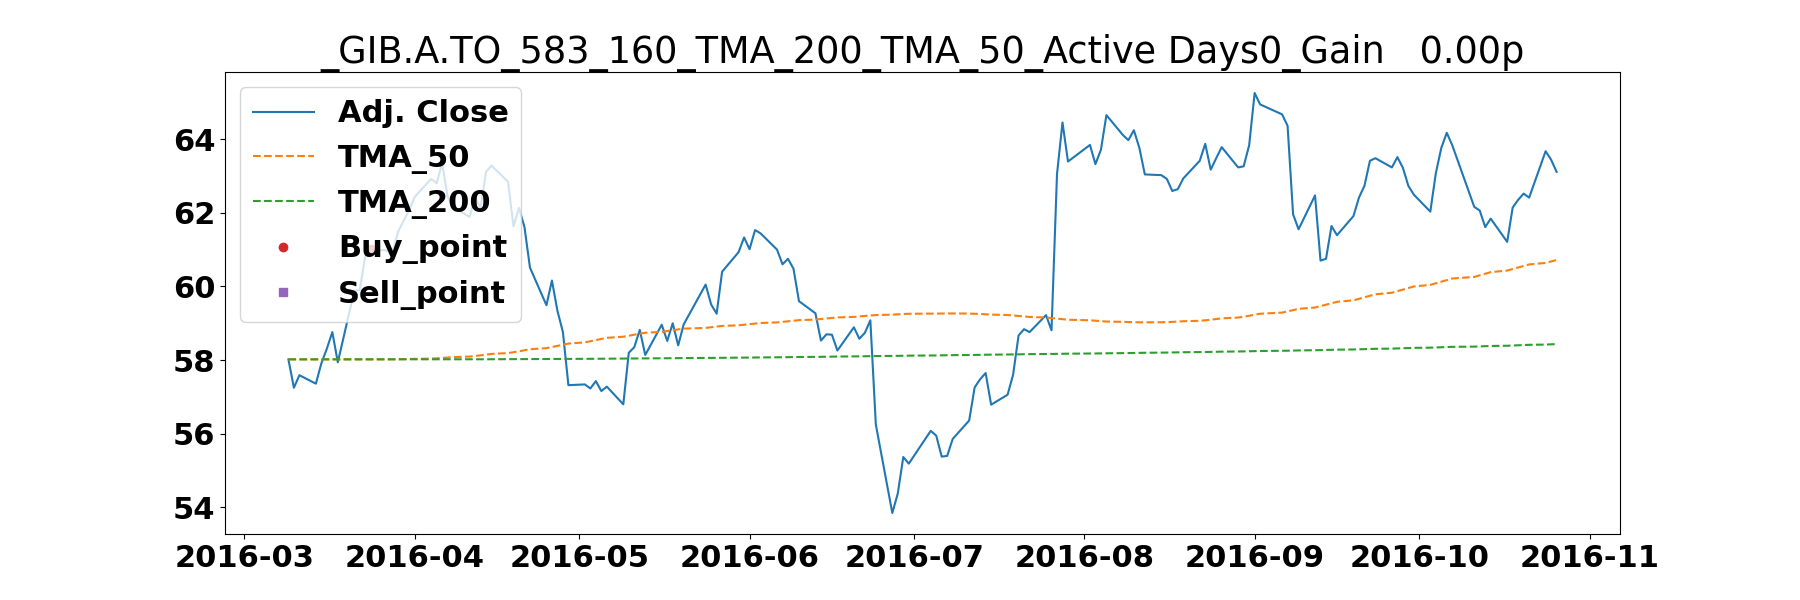 _GIB.A.TO_583_160_TMA_200_TMA_50_Active Days0_Gain   0.00p
Adj. Close
TMA_50
TMA_200
Buy_point
Sell_point
64
62
60
58
56
54
2016-03 2016-04 2016-05 2016-06 2016-07 2016-08 2016-09 2016-10 2016-11